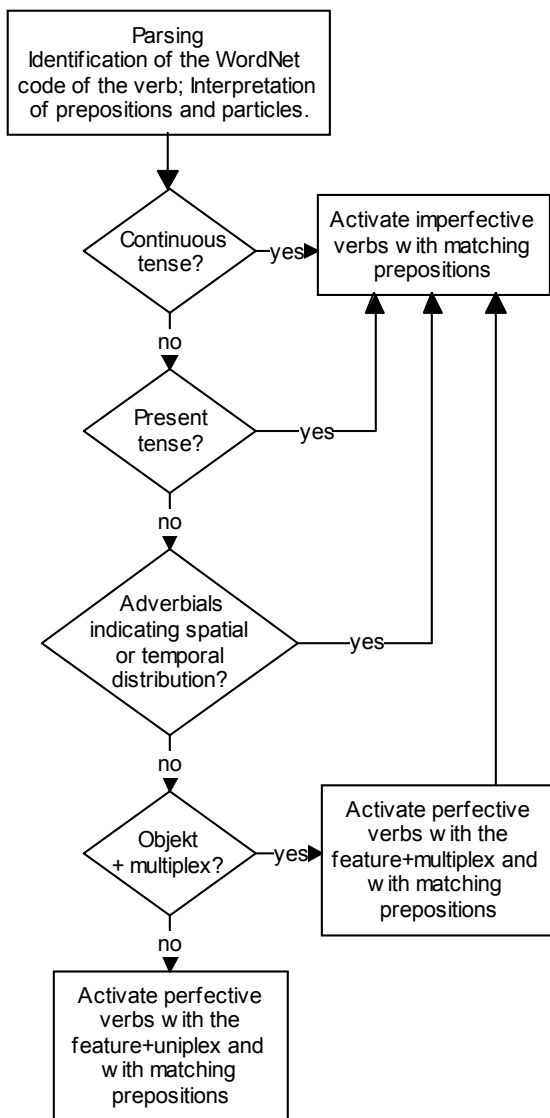 Parsing
Identification of the WordNet
code of the verb; Interpretation
of prepositions and particles.
Continuous
tense?
yes
Activate imperfective
verbs with matching
prepositions
no
Present
tense?
yes
no
Adverbials
indicating spatial
or temporal
distribution?
yes
no
Objekt
+ multiplex?
yes
Activate perfective
verbs with the
feature+multiplex and
with matching
prepositions
no
Activate perfective
verbs with the
feature+uniplex and
with matching
prepositions